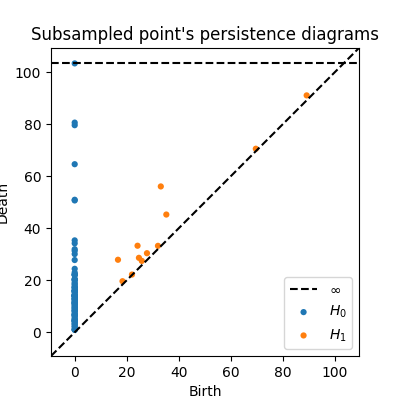 Subsampled point's persistence diagrams
100
80
60
40
20
0
Death
0 20 40 60 80 100
Birth
∞
H₀
H₁